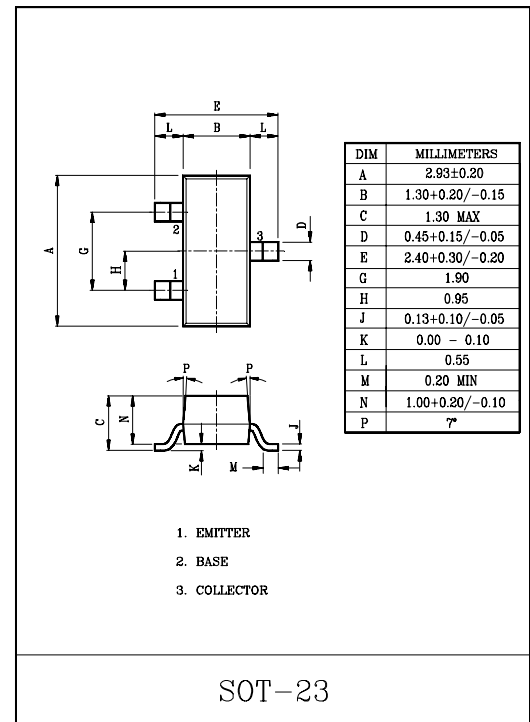 E
L B L
A
G
H
D
2
3
1
DIM MILLIMETERS
A 2.93±0.20
B 1.30+0.20/-0.15
C 1.30 MAX
D 0.45+0.15/-0.05
E 2.40+0.30/-0.20
G 1.90
H 0.95
J 0.13+0.10/-0.05
K 0.00 - 0.10
L 0.55
M 0.20 MIN
N 1.00+0.20/-0.10
P 7°
P P
C
N
K
M
J
1. EMITTER
2. BASE
3. COLLECTOR
SOT-23